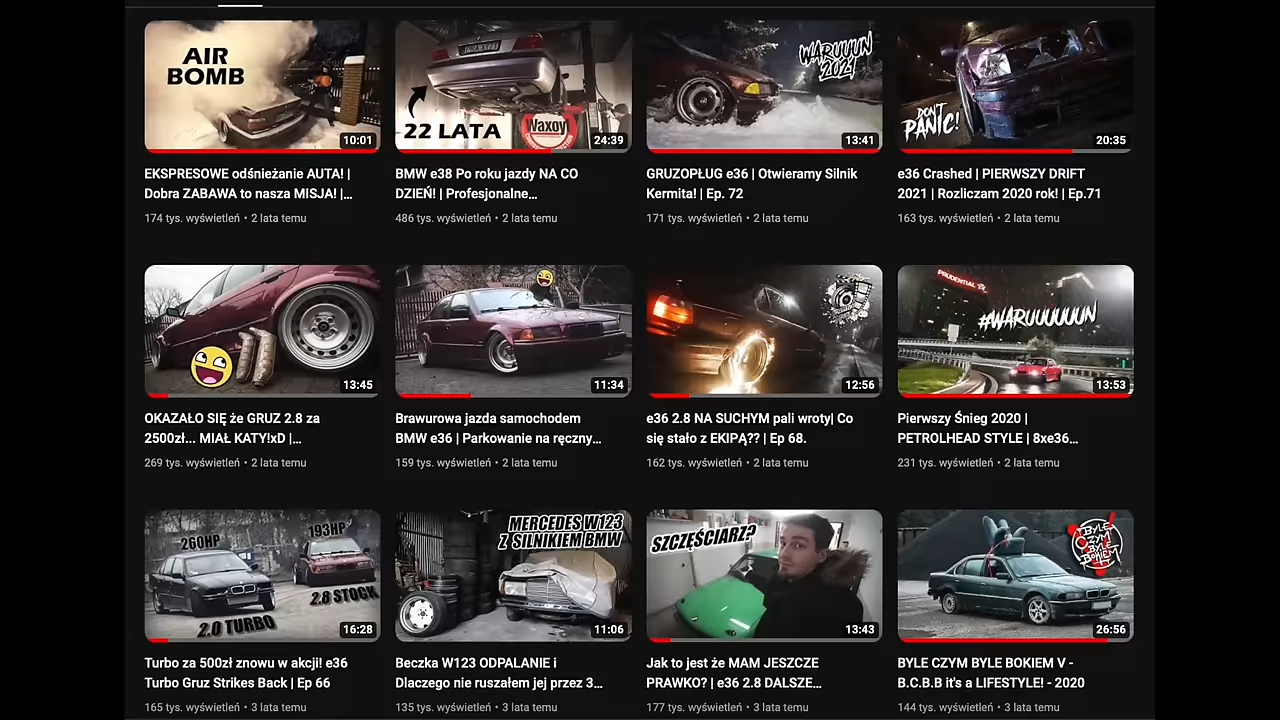 AIR
BOMB
10:01
EKSPRESOWE odśnieżanie AUTA! |
Dobra ZABAWA to nasza MISJA! |...
174 tys. wyświetleń • 2 lata temu
22 LATA
Waxoy
24:39
BMW e38 Po roku jazdy NA CO
DZIEŃ! | Profesjonalne...
486 tys. wyświetleń • 2 lata temu
WARUUUN
2021
13:41
GRUZOPŁUG e36 | Otwieramy Silnik
Kermita! | Ep. 72
171 tys. wyświetleń • 2 lata temu
DON'T
PANIC!
20:35
e36 Crashed | PIERWSZY DRIFT
2021 | Rozliczam 2020 rok! | Ep.71
163 tys. wyświetleń • 2 lata temu
13:45
OKAZAŁO SIĘ że GRUZ 2.8 za
2500zł... MIAŁ KATY!xD |...
269 tys. wyświetleń • 2 lata temu
11:34
Brawurowa jazda samochodem
BMW e36 | Parkowanie na ręczny...
159 tys. wyświetleń • 2 lata temu
12:56
e36 2.8 NA SUCHYM pali wroty| Co
się stało z EKIPĄ?? | Ep 68.
162 tys. wyświetleń • 2 lata temu
PRUDENTIAL
#WARUUUUUUN
13:53
Pierwszy Śnieg 2020 |
PETROLHEAD STYLE | 8xe36...
231 tys. wyświetleń • 2 lata temu
260HP
193HP
2.8 STOCK
2.0 TURBO
16:28
Turbo za 500zł znowu w akcji! e36
Turbo Gruz Strikes Back | Ep 66
165 tys. wyświetleń • 3 lata temu
MERCEDES W123
Z SILNIKIEM BMW
11:06
Beczka W123 ODPALANIE i
Dlaczego nie ruszałem jej przez 3...
135 tys. wyświetleń • 3 lata temu
SZCZĘŚCIARZ?
13:43
Jak to jest że MAM JESZCZE
PRAWKO? | e36 2.8 DALSZE...
177 tys. wyświetleń • 3 lata temu
BYLE
CZYM
BYLE
BOKIEM
26:56
BYLE CZYM BYLE BOKIEM V -
B.C.B.B it's a LIFESTYLE! - 2020
144 tys. wyświetleń • 3 lata temu